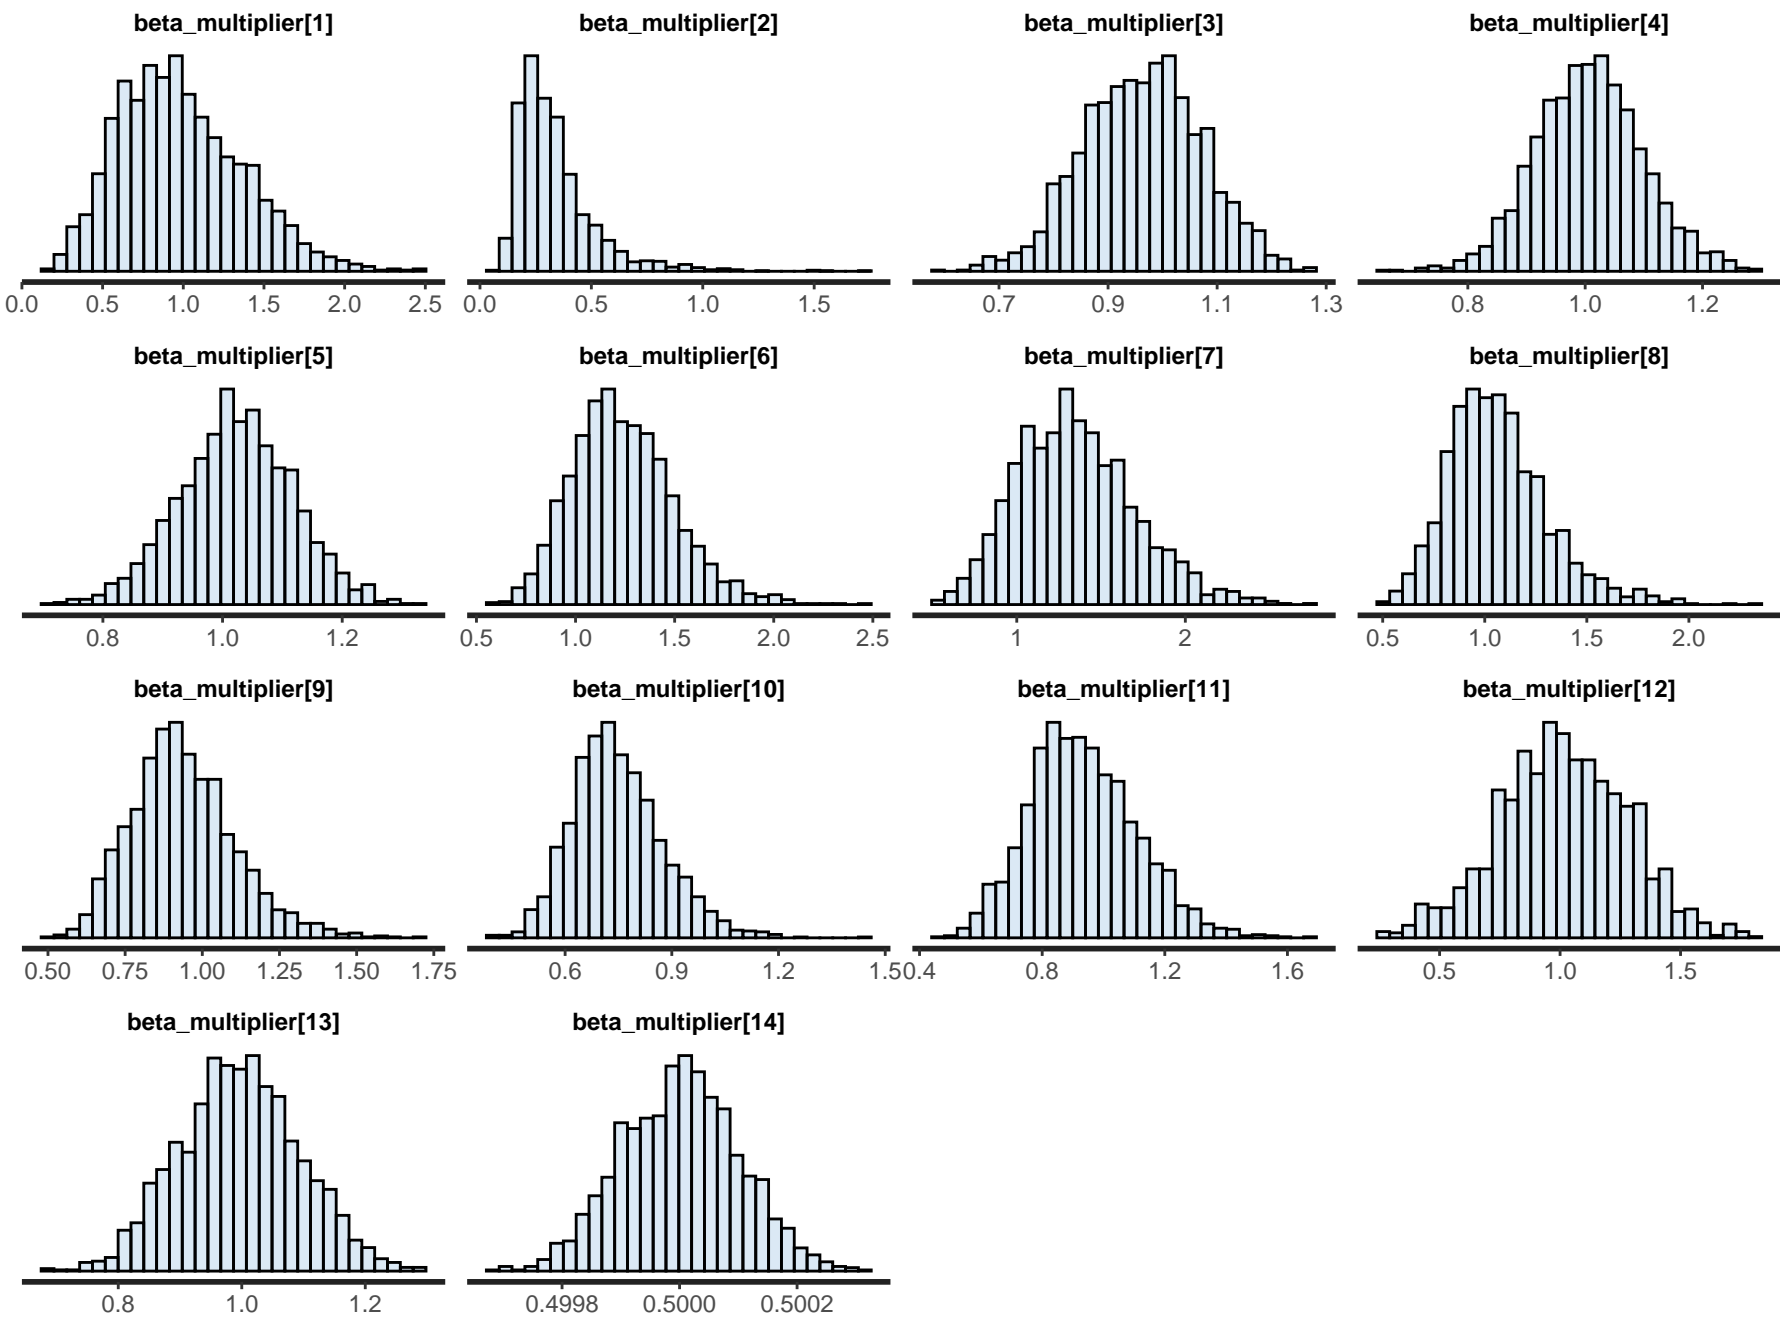 beta_multiplier[1] beta_multiplier[2] beta_multiplier[3] beta_multiplier[4]
0.0 0.5 1.0 1.5 2.0 2.5 0.0 0.5 1.0 1.5 0.7 0.9 1.1 1.3 0.8 1.0 1.2
beta_multiplier[5] beta_multiplier[6] beta_multiplier[7] beta_multiplier[8]
0.8 1.0 1.2 0.5 1.0 1.5 2.0 2.5 1 2 0.5 1.0 1.5 2.0
beta_multiplier[9] beta_multiplier[10] beta_multiplier[11] beta_multiplier[12]
0.50 0.75 1.00 1.25 1.50 1.75 0.6 0.9 1.2 1.5 0.4 0.8 1.2 1.6 0.5 1.0 1.5
beta_multiplier[13] beta_multiplier[14]
0.8 1.0 1.2 0.4998 0.5000 0.5002